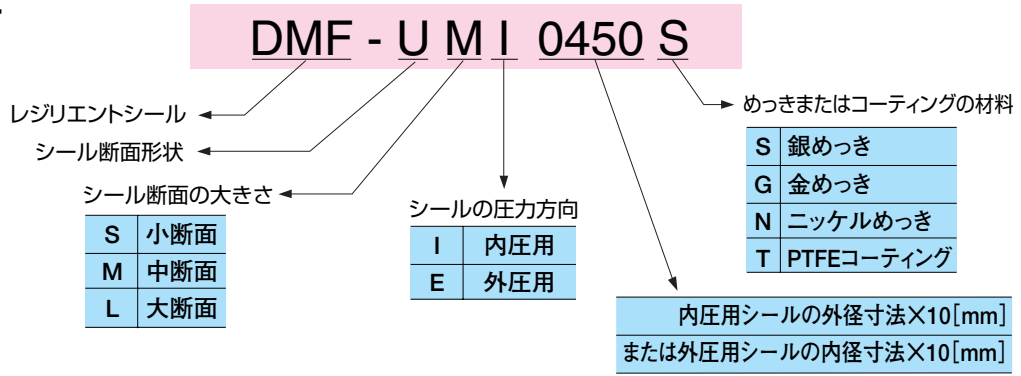 DMF - U M I 0450 S
レジリエントシール
シール断面形状
シール断面の大きさ
S 小断面
M 中断面
L 大断面
シールの圧力方向
I 内圧用
E 外圧用
めっきまたはコーティングの材料
S 銀めっき
G 金めっき
N ニッケルめっき
T PTFEコーティング
内圧用シールの外径寸法×10[mm]
または外圧用シールの内径寸法×10[mm]